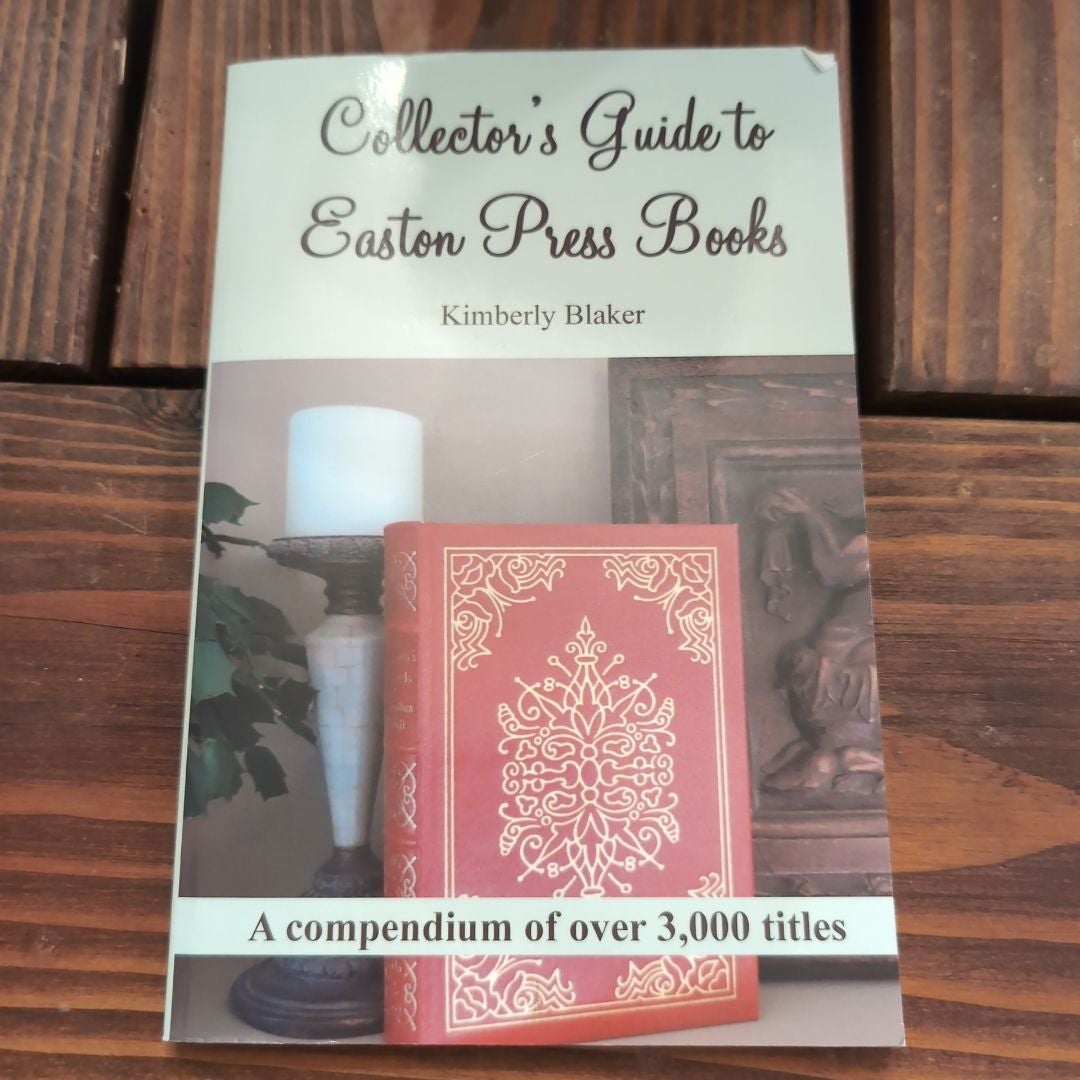 Collector's Guide to
Easton Press Books
Kimberly Blaker
A compendium of over 3,000 titles